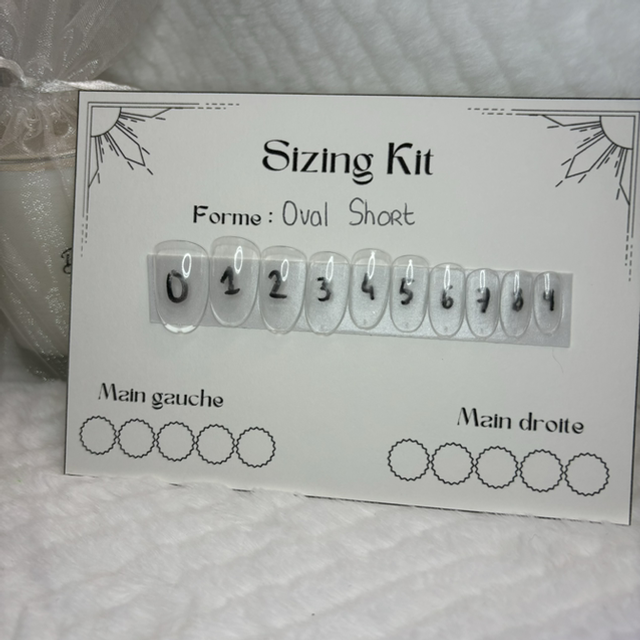 Sizing Kit
Forme : Oval Short
0 1 2 3 4 5 6 7 8 9
Main gauche
Main droite